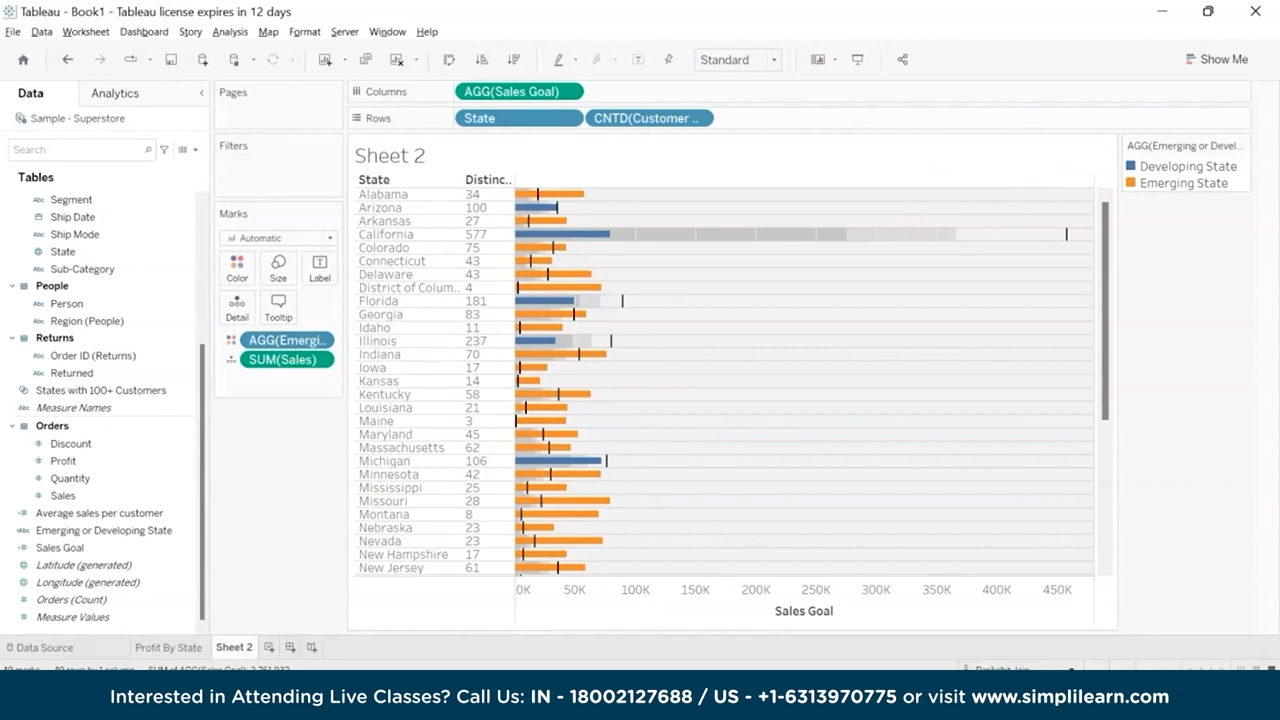 Tableau - Book1 - Tableau license expires in 12 days
File Data Worksheet Dashboard Story Analysis Map Format Server Window Help
Standard
Show Me
Data Analytics
Sample - Superstore
Search
Tables
Segment
Ship Date
Ship Mode
State
Sub-Category
People
Person
Region (People)
Returns
Order ID (Returns)
Returned
States with 100+ Customers
Measure Names
Orders
Discount
Profit
Quantity
Sales
Average sales per customer
Emerging or Developing State
Sales Goal
Latitude (generated)
Longitude (generated)
Orders (Count)
Measure Values
Pages
Filters
Marks
Automatic
Color Size Label
Detail Tooltip
AGG(Emergi..
SUM(Sales)
Columns AGG(Sales Goal)
Rows State CNTD(Customer ..
Sheet 2
State Distinc..
Alabama 34
Arizona 100
Arkansas 27
California 577
Colorado 75
Connecticut 43
Delaware 43
District of Colum.. 4
Florida 181
Georgia 83
Idaho 11
Illinois 237
Indiana 70
Iowa 17
Kansas 14
Kentucky 58
Louisiana 21
Maine 3
Maryland 45
Massachusetts 62
Michigan 106
Minnesota 42
Mississippi 25
Missouri 28
Montana 8
Nebraska 23
Nevada 23
New Hampshire 17
New Jersey 61
0K 50K 100K 150K 200K 250K 300K 350K 400K 450K
Sales Goal
AGG(Emerging or Devel...
Developing State
Emerging State
Data Source Profit By State Sheet 2
Interested in Attending Live Classes? Call Us: IN - 18002127688 / US - +1-6313970775 or visit www.simplilearn.com